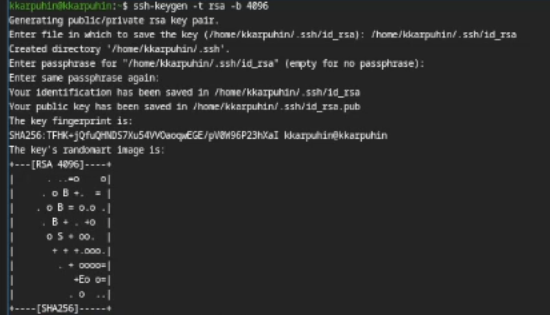 kkarpuhin@kkarpuhin:~$ ssh-keygen -t rsa -b 4096
Generating public/private rsa key pair.
Enter file in which to save the key (/home/kkarpuhin/.ssh/id_rsa): /home/kkarpuhin/.ssh/id_rsa
Created directory '/home/kkarpuhin/.ssh'.
Enter passphrase for "/home/kkarpuhin/.ssh/id_rsa" (empty for no passphrase):
Enter same passphrase again:
Your identification has been saved in /home/kkarpuhin/.ssh/id_rsa
Your public key has been saved in /home/kkarpuhin/.ssh/id_rsa.pub
The key fingerprint is:
kkarpuhin@kkarpuhin
The key's randomart image is:
+---[RSA 4096]----+
|      . ..=o    o|
|     . o B +.  = |
|    . o B = o.o .|
|     . B + . +o  |
|      o S + oo.  |
|       + + +.ooo.|
|        . + oooo=|
|           +Eo o=|
|          . o  ..|
+----[SHA256]-----+